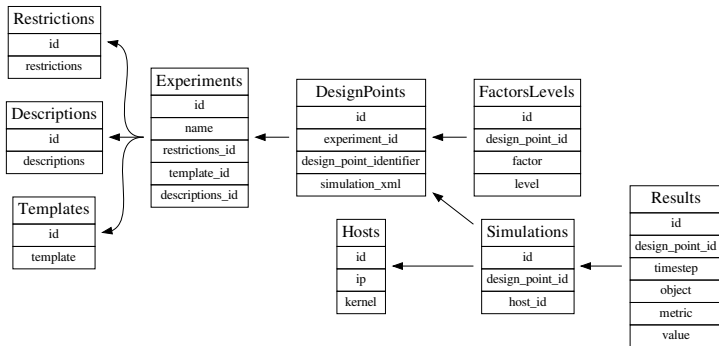 Restrictions
id
restrictions
Descriptions
id
descriptions
Templates
id
template
Experiments
id
name
restrictions_id
template_id
descriptions_id
DesignPoints
id
experiment_id
design_point_identifier
simulation_xml
FactorsLevels
id
design_point_id
factor
level
Hosts
id
ip
kernel
Simulations
id
design_point_id
host_id
Results
id
design_point_id
timestep
object
metric
value